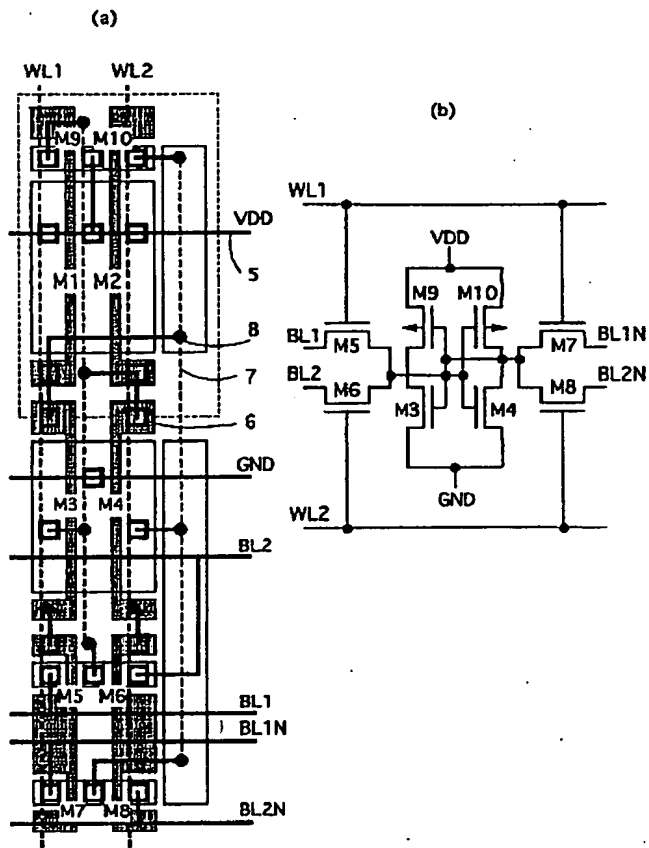 (a)
WL1 WL2
M9 M10
VDD
5
M1 M2
8
7
6
GND
M3 M4
BL2
M5 M6
BL1
BL1N
M7 M8
BL2N
(b)
WL1
VDD
M9 M10
BL1 M5 M7 BL1N
BL2 M6 M3 M4 M8 BL2N
GND
WL2